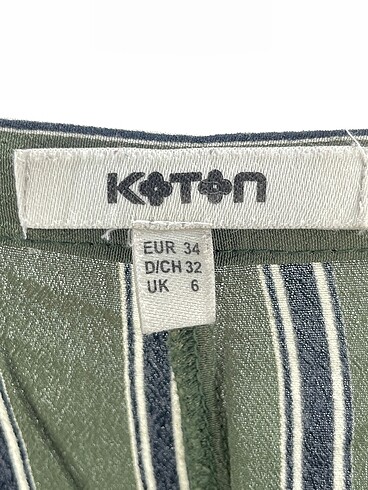 KOTON
EUR 34
D/CH 32
UK 6